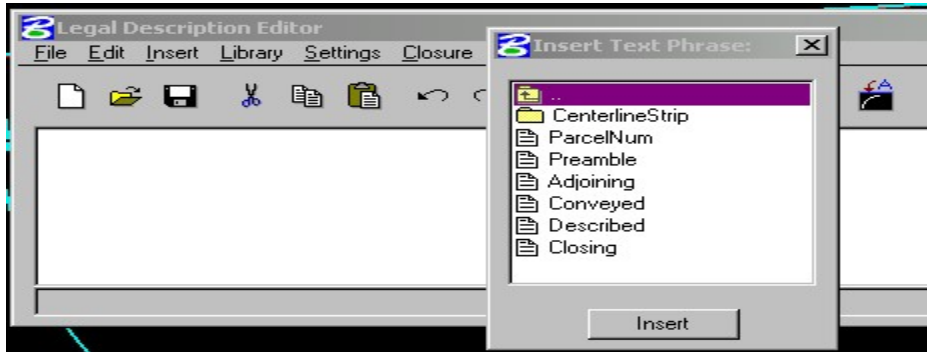 Legal Description Editor
File Edit Insert Library Settings Closure
Insert Text Phrase:
..
CenterlineStrip
ParcelNum
Preamble
Adjoining
Conveyed
Described
Closing
Insert